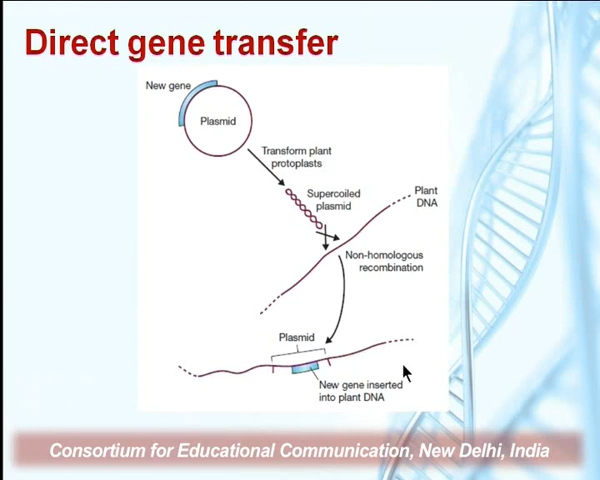 Direct gene transfer
New gene
Plasmid
Transform plant
protoplasts
Supercoiled
plasmid
Plant
DNA
Non-homologous
recombination
Plasmid
New gene inserted
into plant DNA
Consortium for Educational Communication, New Delhi, India